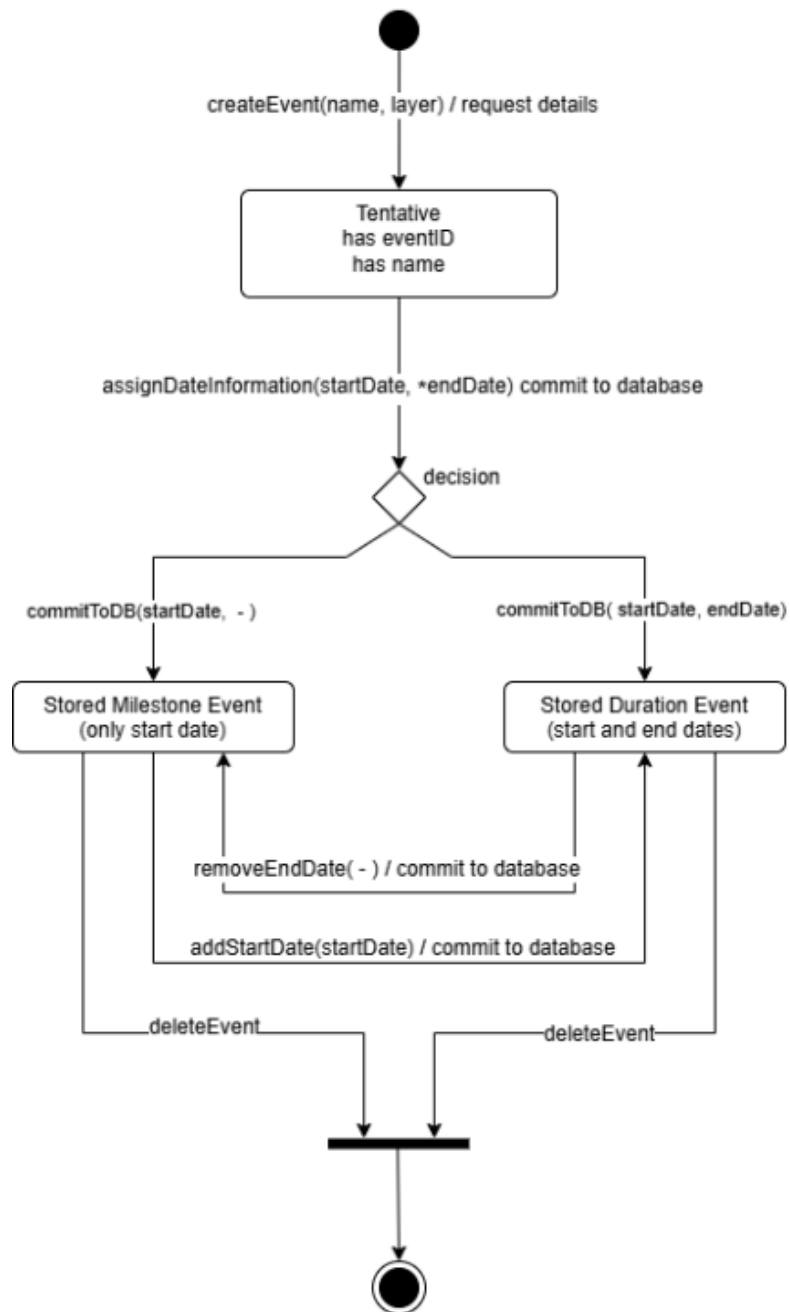 createEvent(name, layer) / request details
Tentative
has eventID
has name
assignDateInformation(startDate, *endDate) commit to database
decision
commitToDB(startDate,  - )
commitToDB( startDate, endDate)
Stored Milestone Event
(only start date)
Stored Duration Event
(start and end dates)
removeEndDate( - ) / commit to database
addStartDate(startDate) / commit to database
deleteEvent
deleteEvent